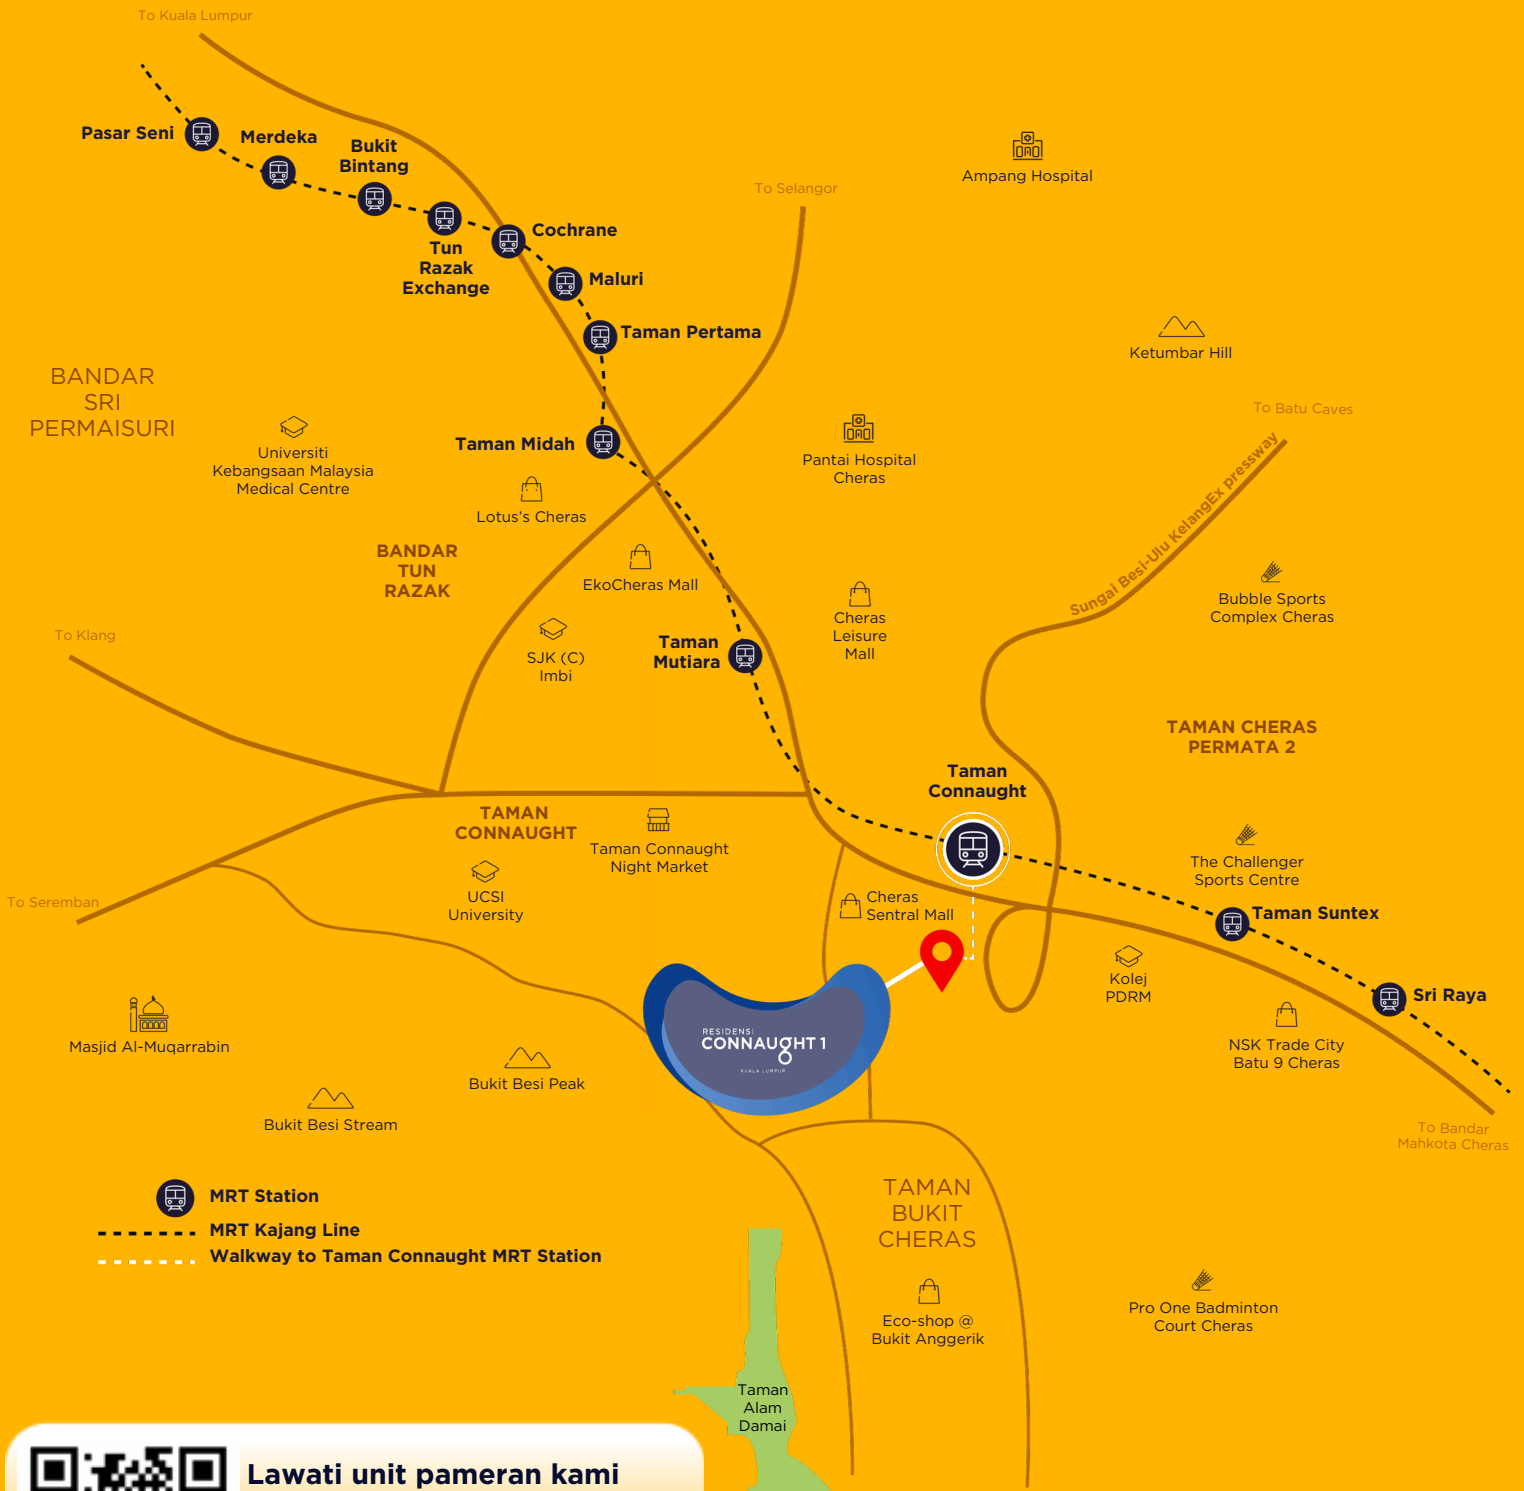 To Kuala Lumpur
Pasar Seni
Merdeka
Bukit
Bintang
Tun
Razak
Exchange
Cochrane
Maluri
Taman Pertama
To Selangor
Ampang Hospital
Ketumbar Hill
To Batu Caves
BANDAR
SRI
PERMAISURI
Universiti
Kebangsaan Malaysia
Medical Centre
Taman Midah
Lotus's Cheras
Pantai Hospital
Cheras
Sungai Besi-Ulu KelangEx pressway
BANDAR
TUN
RAZAK
EkoCheras Mall
Cheras
Leisure
Mall
Bubble Sports
Complex Cheras
To Klang
SJK (C)
Imbi
Taman
Mutiara
TAMAN CHERAS
PERMATA 2
Taman
Connaught
TAMAN
CONNAUGHT
Taman Connaught
Night Market
The Challenger
Sports Centre
To Seremban
UCSI
University
Cheras
Sentral Mall
Taman Suntex
Kolej
PDRM
Sri Raya
NSK Trade City
Batu 9 Cheras
RESIDENSI
CONNAUGHT 1
KUALA LUMPUR
Masjid Al-Muqarrabin
Bukit Besi Peak
Bukit Besi Stream
To Bandar
Mahkota Cheras
MRT Station
MRT Kajang Line
Walkway to Taman Connaught MRT Station
TAMAN
BUKIT
CHERAS
Eco-shop @
Bukit Anggerik
Pro One Badminton
Court Cheras
Taman
Alam
Damai
Lawati unit pameran kami